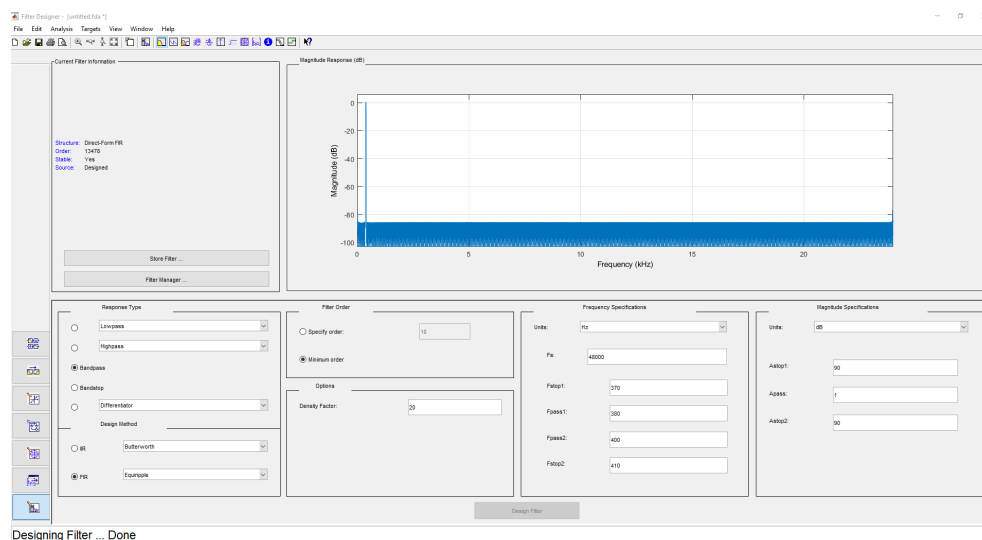 Filter Designer - [untitled.fda *]
File Edit Analysis Targets View Window Help
Current Filter Information
Structure: Direct-Form FIR
Order: 13478
Stable: Yes
Source: Designed
Store Filter ...
Filter Manager ...
Magnitude Response (dB)
Magnitude (dB)
0
-20
-40
-60
-80
-100
0 5 10 15 20
Frequency (kHz)
Response Type
Lowpass
Highpass
Bandpass
Bandstop
Differentiator
Design Method
IIR Butterworth
FIR Equiripple
Filter Order
Specify order: 10
Minimum order
Options
Density Factor: 20
Frequency Specifications
Units: Hz
Fs: 48000
Fstop1: 370
Fpass1: 380
Fpass2: 400
Fstop2: 410
Magnitude Specifications
Units: dB
Astop1: 90
Apass: 1
Astop2: 90
Design Filter
Designing Filter ... Done